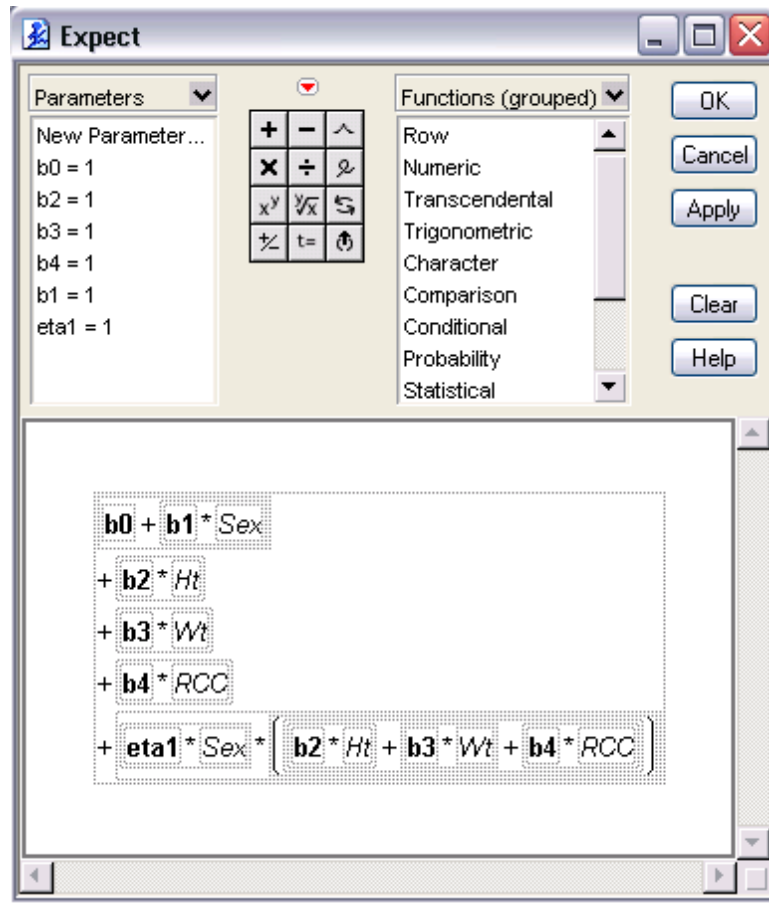 Expect
Parameters
New Parameter...
b0 = 1
b2 = 1
b3 = 1
b4 = 1
b1 = 1
eta1 = 1
+ − ^
× ÷
xʸ ʸ√x
+/− t=
Functions (grouped)
Row
Numeric
Transcendental
Trigonometric
Character
Comparison
Conditional
Probability
Statistical
OK
Cancel
Apply
Clear
Help
b0 + b1 * Sex
+ b2 * Ht
+ b3 * Wt
+ b4 * RCC
+ eta1 * Sex * ( b2 * Ht + b3 * Wt + b4 * RCC )